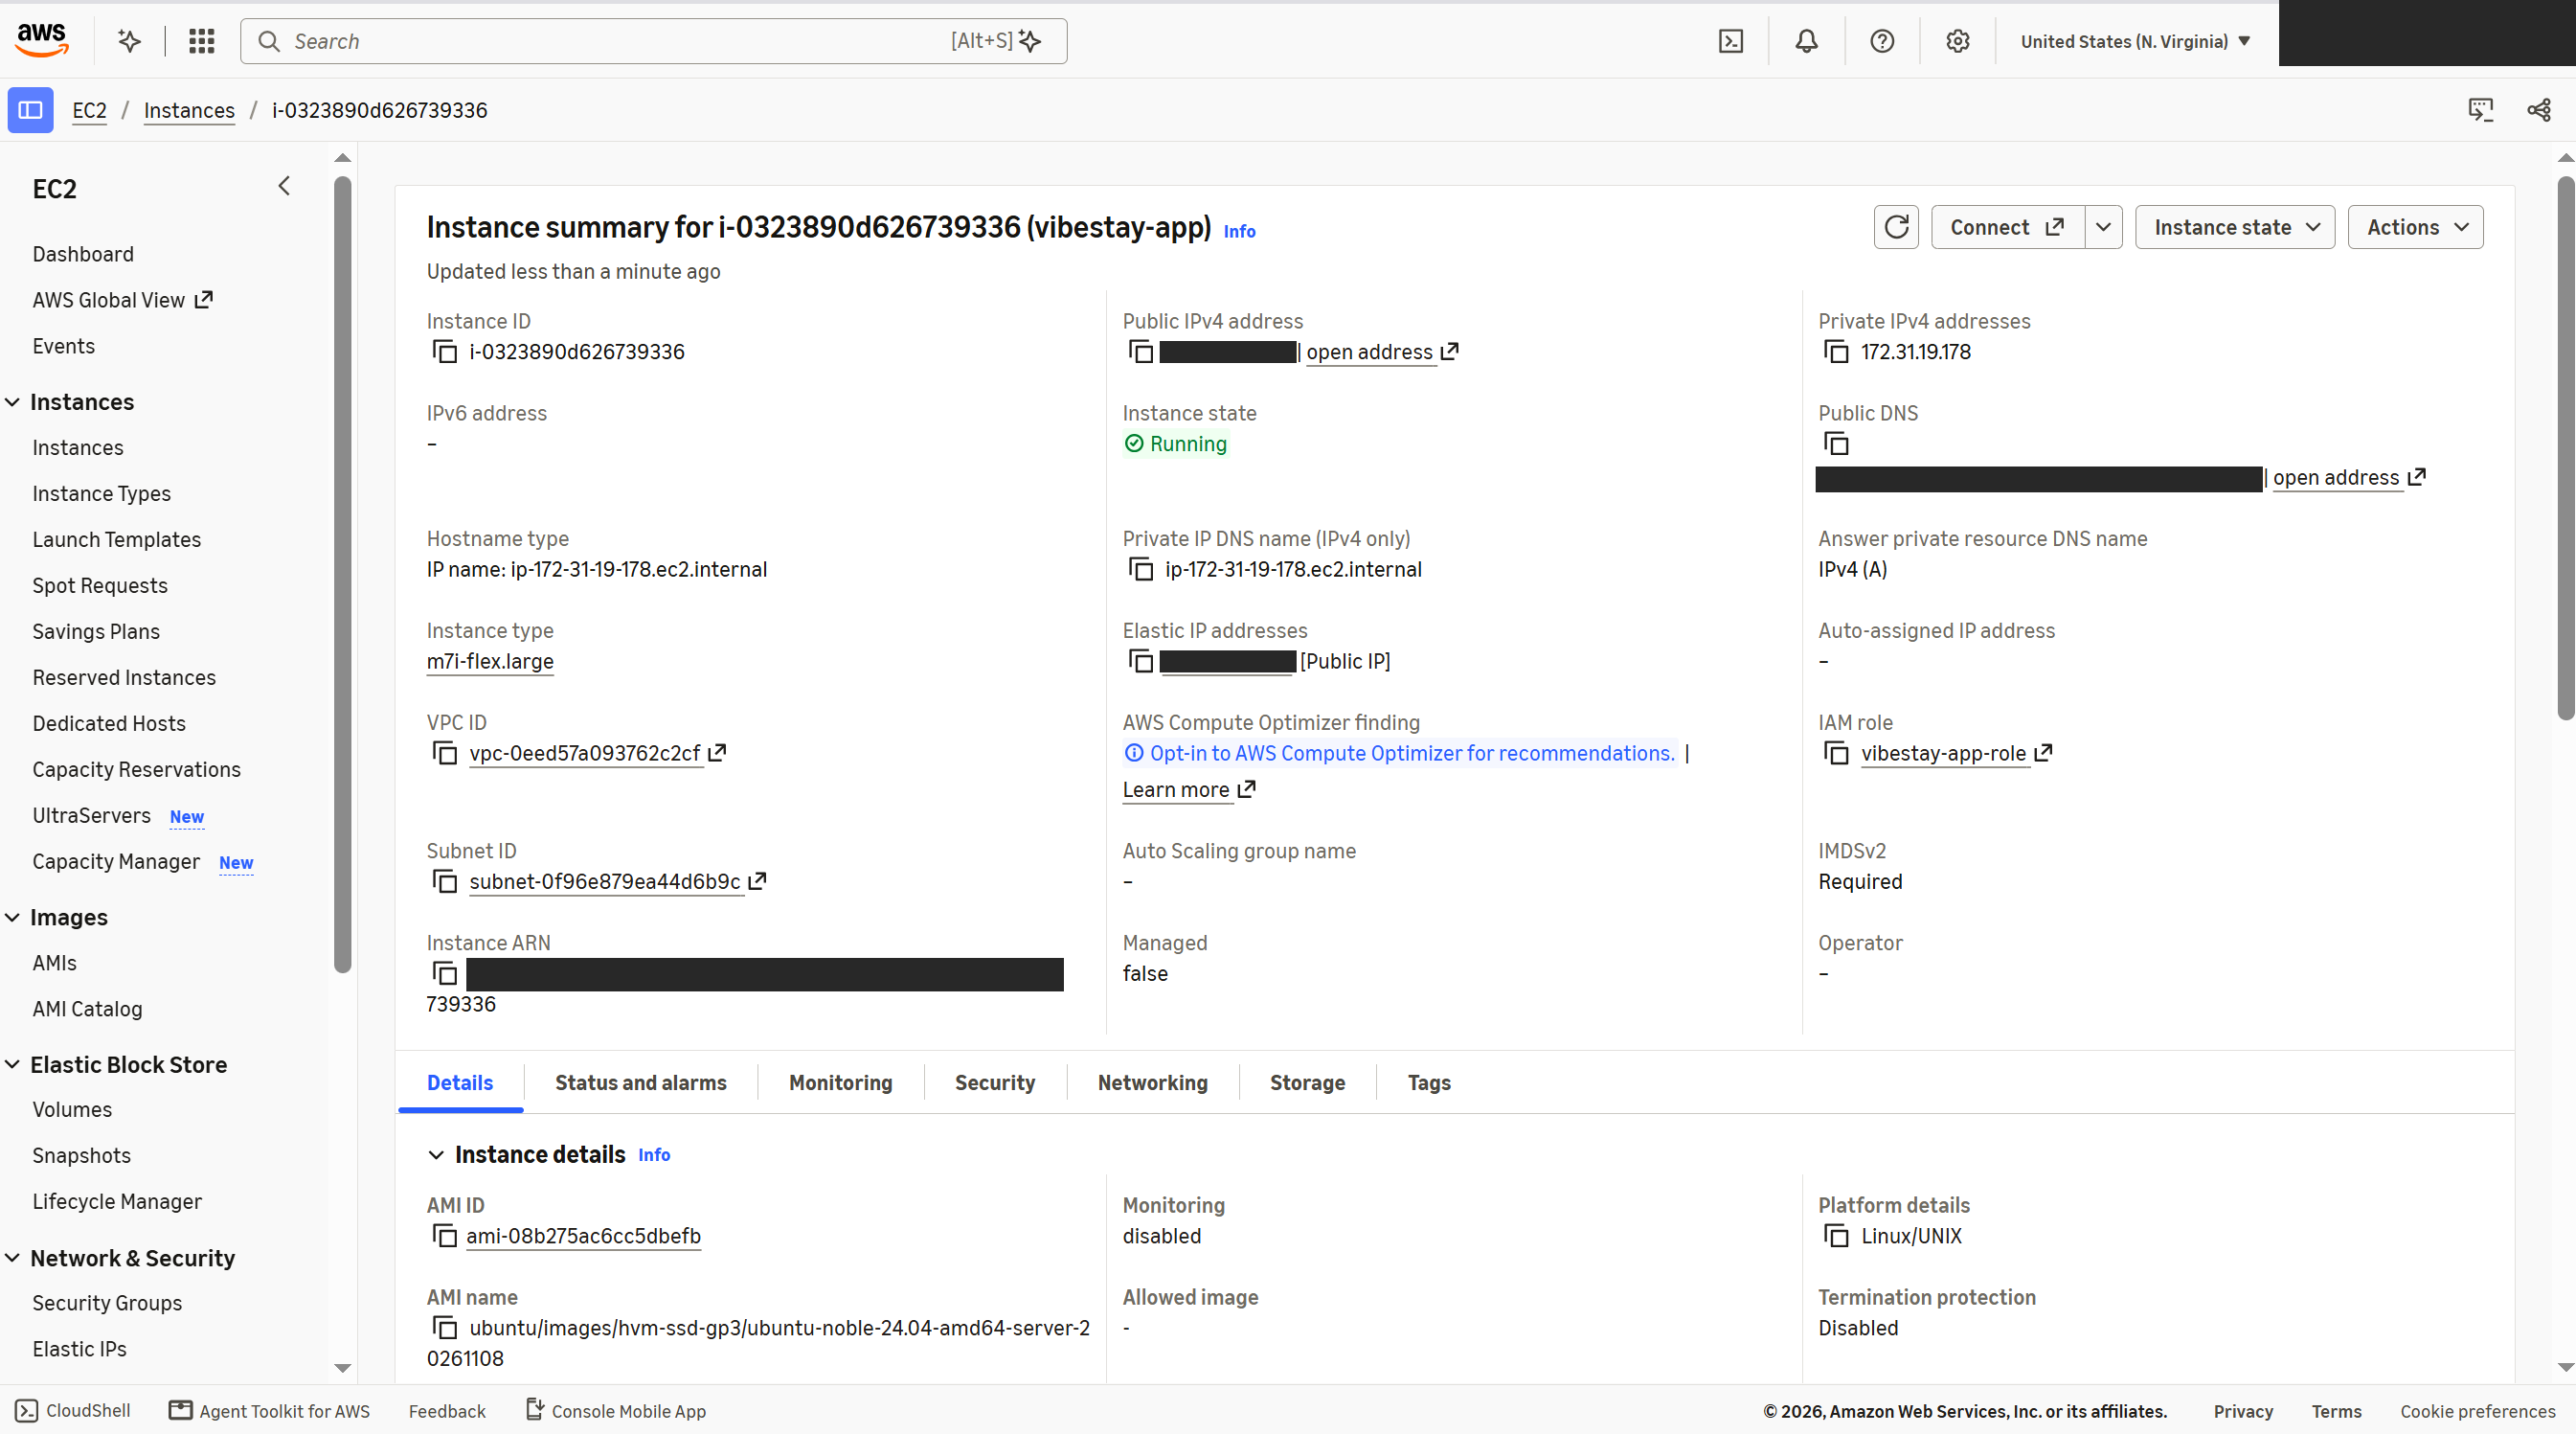 aws
Search
[Alt+S]
United States (N. Virginia)
EC2 / Instances / i-0323890d626739336
EC2
Dashboard
AWS Global View
Events
Instances
Instances
Instance Types
Launch Templates
Spot Requests
Savings Plans
Reserved Instances
Dedicated Hosts
Capacity Reservations
UltraServers New
Capacity Manager New
Images
AMIs
AMI Catalog
Elastic Block Store
Volumes
Snapshots
Lifecycle Manager
Network & Security
Security Groups
Elastic IPs
Instance summary for i-0323890d626739336 (vibestay-app) Info
Updated less than a minute ago
Connect
Instance state
Actions
Instance ID
i-0323890d626739336
Public IPv4 address
| open address
Private IPv4 addresses
172.31.19.178
IPv6 address
–
Instance state
Running
Public DNS
| open address
Hostname type
IP name: ip-172-31-19-178.ec2.internal
Private IP DNS name (IPv4 only)
ip-172-31-19-178.ec2.internal
Answer private resource DNS name
IPv4 (A)
Instance type
m7i-flex.large
Elastic IP addresses
[Public IP]
Auto-assigned IP address
–
VPC ID
vpc-0eed57a093762c2cf
AWS Compute Optimizer finding
Opt-in to AWS Compute Optimizer for recommendations. |
Learn more
IAM role
vibestay-app-role
Subnet ID
subnet-0f96e879ea44d6b9c
Auto Scaling group name
–
IMDSv2
Required
Instance ARN
739336
Managed
false
Operator
–
Details
Status and alarms
Monitoring
Security
Networking
Storage
Tags
Instance details Info
AMI ID
ami-08b275ac6cc5dbefb
Monitoring
disabled
Platform details
Linux/UNIX
AMI name
ubuntu/images/hvm-ssd-gp3/ubuntu-noble-24.04-amd64-server-2
0261108
Allowed image
-
Termination protection
Disabled
CloudShell
Agent Toolkit for AWS
Feedback
Console Mobile App
© 2026, Amazon Web Services, Inc. or its affiliates.
Privacy
Terms
Cookie preferences